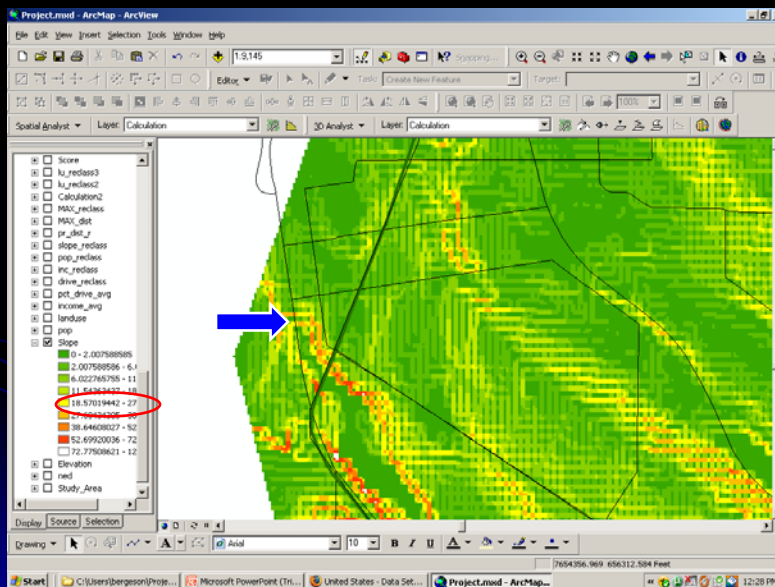 Project.mxd - ArcMap - ArcView
File Edit View Insert Selection Tools Window Help
1:9,145 Snapping...
Editor Task: Create New Feature Target:
100%
Spatial Analyst Layer: Calculation 3D Analyst Layer: Calculation
Score
lu_reclass3
lu_reclass2
Calculation2
MAX_reclass
MAX_dist
pr_dist_r
slope_reclass
pop_reclass
inc_reclass
drive_reclass
pct_drive_avg
income_avg
landuse
pop
Slope
0 - 2.007588585
2.007588586 - 6.
6.022765755 - 11
18.57019442 - 27
38.64608027 - 52
52.69920036 - 72
72.77508621 - 12
Elevation
ned
Study_Area
Display Source Selection
Drawing A Arial 10 B I U A
7654356.969 656312.584 Feet
Start C:\Users\bergeson\Proje... Microsoft PowerPoint (Tri... United States - Data Set... Project.mxd - ArcMap... 12:28 PM